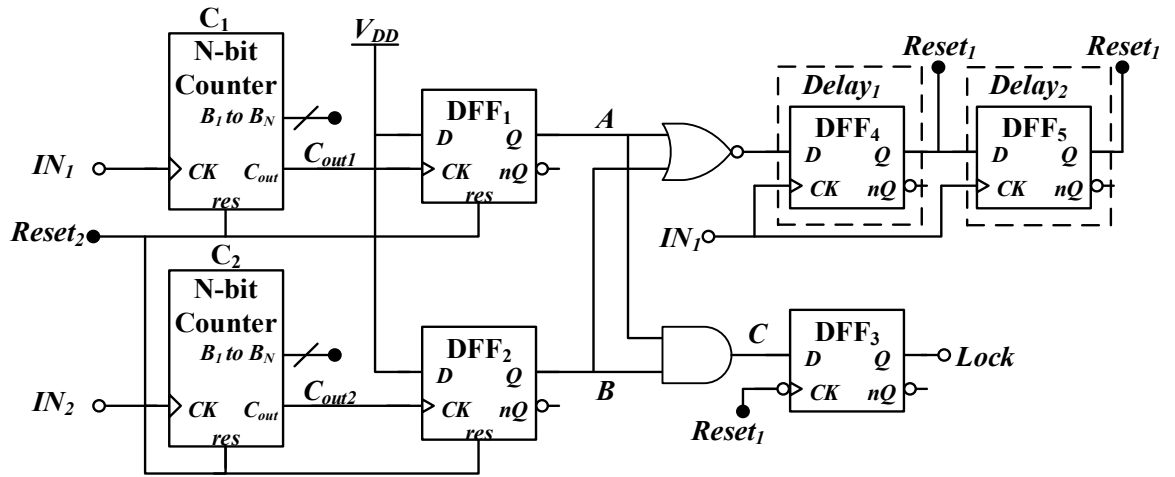 C1
N-bit
Counter
B1 to BN
IN1
CK
Cout
res
Cout1
VDD
DFF1
D
Q
CK
nQ
res
Reset2
C2
N-bit
Counter
B1 to BN
IN2
CK
Cout
res
Cout2
DFF2
D
Q
CK
nQ
res
A
B
Reset1
Reset1
Delay1
DFF4
D
Q
CK
nQ
Delay2
DFF5
D
Q
CK
nQ
IN1
C
DFF3
D
Q
CK
nQ
Lock
Reset1